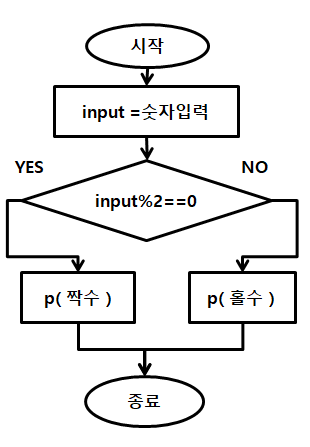 시작
input =숫자입력
YES
NO
input%2==0
p( 짝수 )
p( 홀수 )
종료